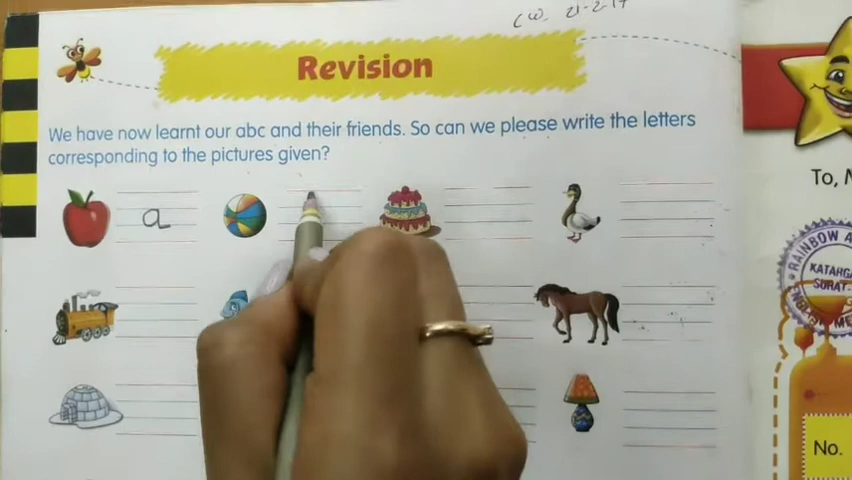 cw 21-2-17
Revision
We have now learnt our abc and their friends. So can we please write the letters
corresponding to the pictures given?
a
To,
RAINBOW
KATARGA
SURAT
No.